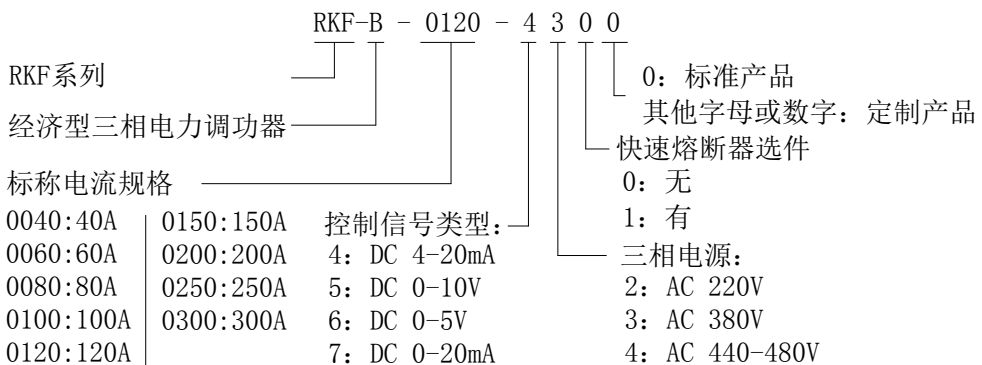 RKF-B - 0120 - 4 3 0 0
RKF系列
经济型三相电力调功器
标称电流规格
0040:40A
0060:60A
0080:80A
0100:100A
0120:120A
0150:150A
0200:200A
0250:250A
0300:300A
控制信号类型:
4: DC 4-20mA
5: DC 0-10V
6: DC 0-5V
7: DC 0-20mA
0: 标准产品
其他字母或数字: 定制产品
快速熔断器选件
0: 无
1: 有
三相电源:
2: AC 220V
3: AC 380V
4: AC 440-480V